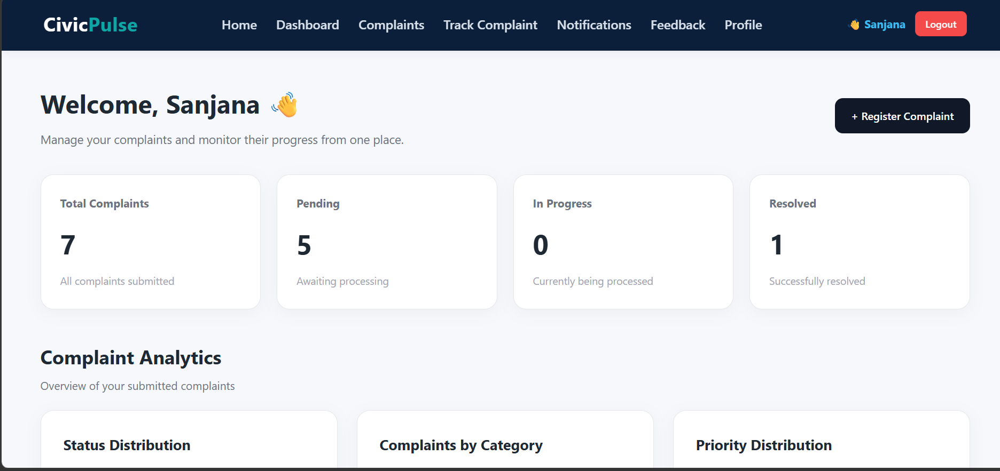 CivicPulse Home Dashboard Complaints Track Complaint Notifications Feedback Profile 👋 Sanjana Logout
Welcome, Sanjana 👋
+ Register Complaint
Manage your complaints and monitor their progress from one place.
Total Complaints
7
All complaints submitted
Pending
5
Awaiting processing
In Progress
0
Currently being processed
Resolved
1
Successfully resolved
Complaint Analytics
Overview of your submitted complaints
Status Distribution
Complaints by Category
Priority Distribution